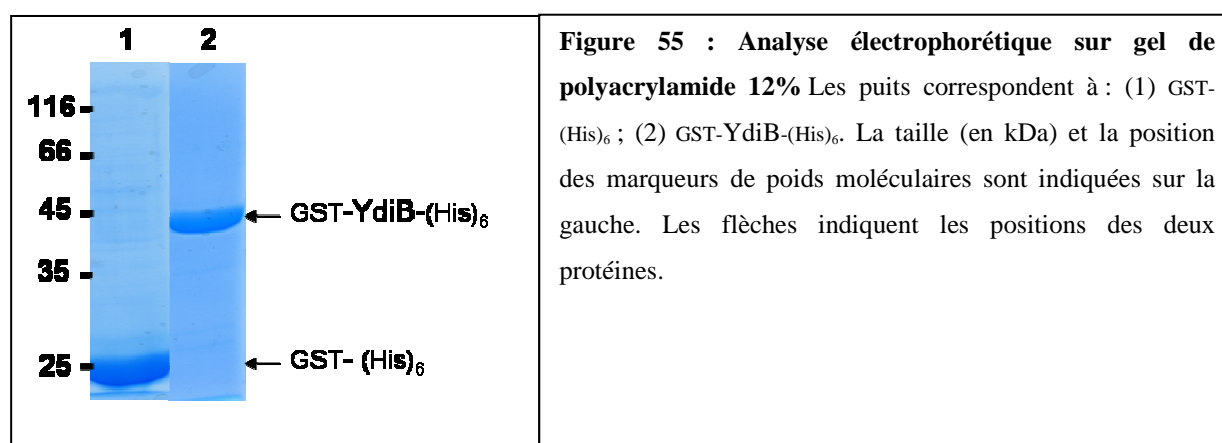 1 2
116
66
45
35
25
GST-YdiB-(His)6
GST- (His)6
Figure 55 : Analyse électrophorétique sur gel de
polyacrylamide 12% Les puits correspondent à : (1) GST-
(His)6 ; (2) GST-YdiB-(His)6. La taille (en kDa) et la position
des marqueurs de poids moléculaires sont indiquées sur la
gauche. Les flèches indiquent les positions des deux
protéines.